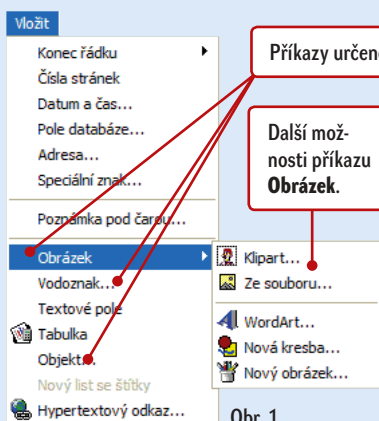 Vložit
Konec řádku
Čísla stránek
Datum a čas...
Pole databáze...
Adresa...
Speciální znak...
Poznámka pod čarou...
Obrázek
Vodoznak...
Textové pole
Tabulka
Objekt...
Nový list se štítky
Hypertextový odkaz...
Příkazy určen
Další mož-
nosti příkazu
Obrázek.
Klipart...
Ze souboru...
WordArt...
Nová kresba...
Nový obrázek...
Obr. 1